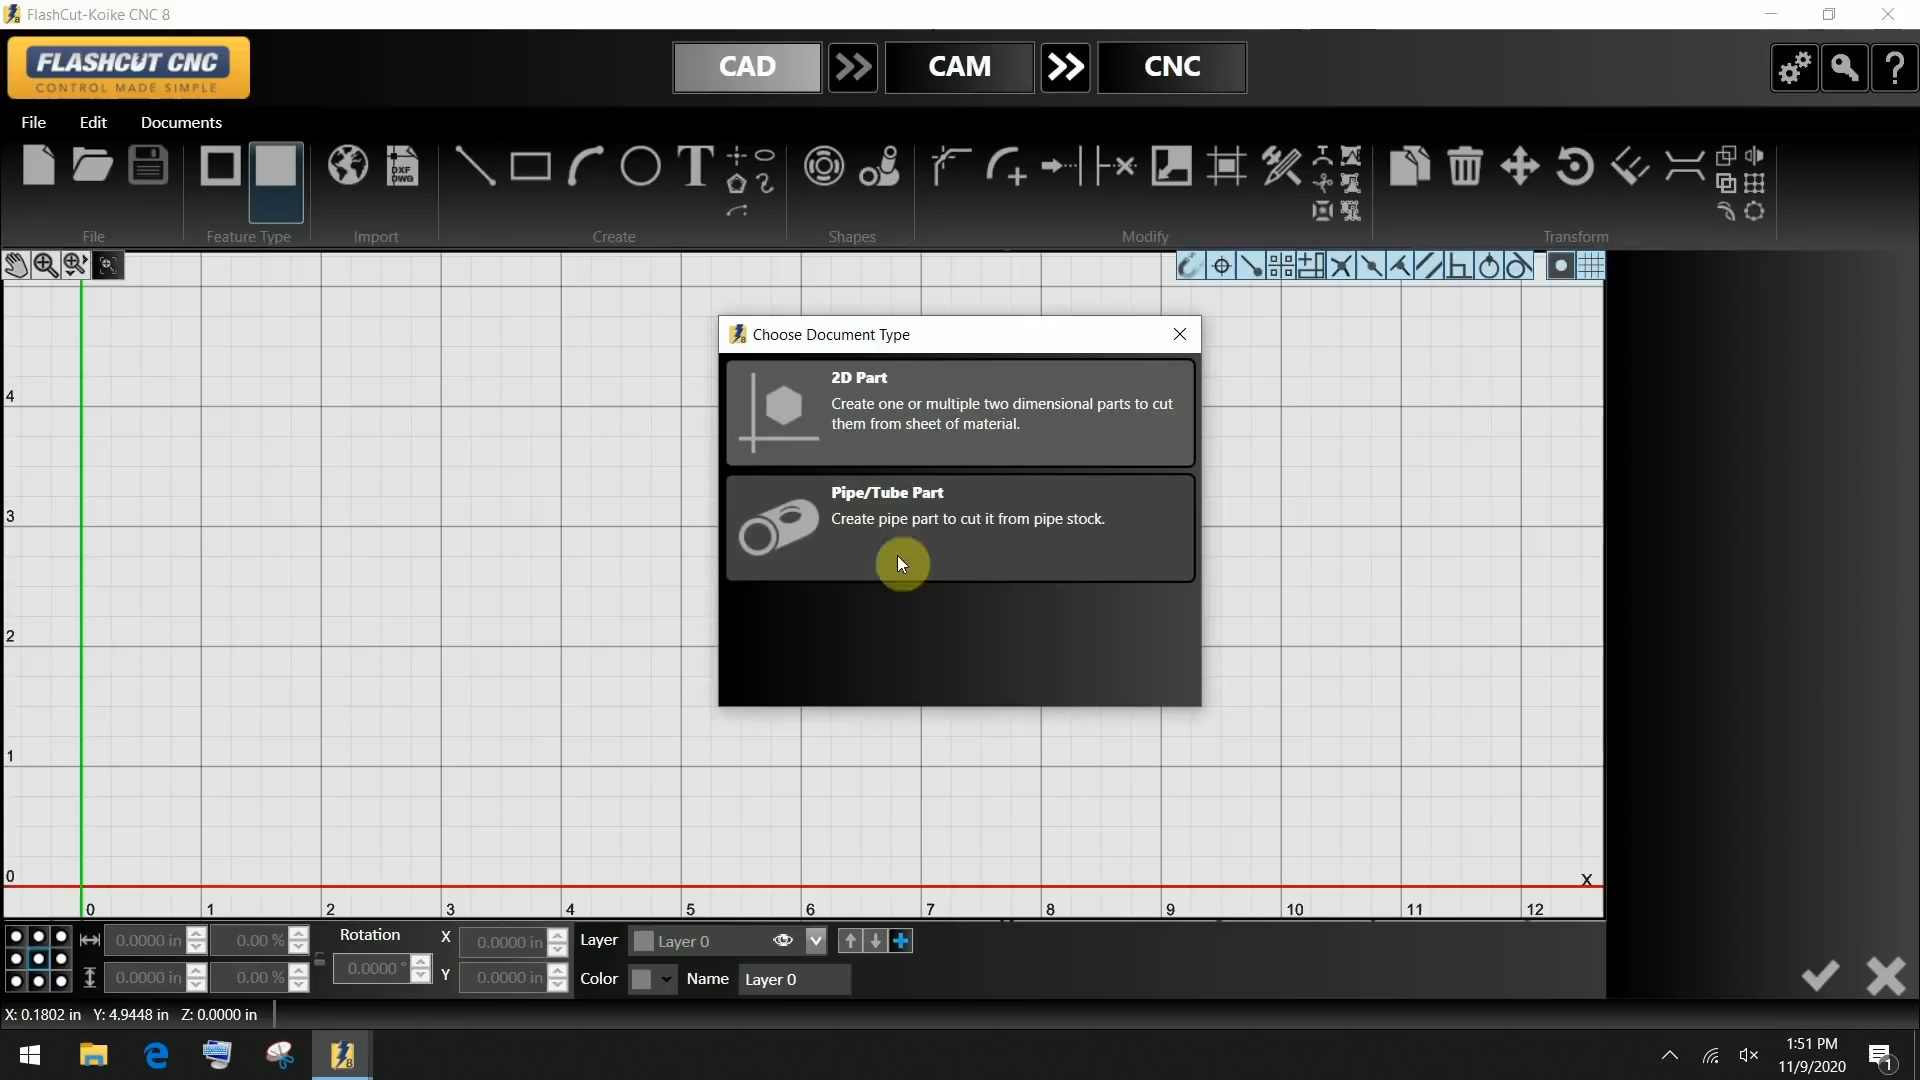 FlashCut-Koike CNC 8
FLASHCUT CNC
CONTROL MADE SIMPLE
CAD
CAM
CNC
File
Edit
Documents
DXF
DWG
File
Feature Type
Import
Create
Shapes
Modify
Transform
Choose Document Type
2D Part
Create one or multiple two dimensional parts to cut
them from sheet of material.
Pipe/Tube Part
Create pipe part to cut it from pipe stock.
4
3
2
1
0
X
0
1
2
3
4
5
6
7
8
9
10
11
12
0.0000 in
0.00 %
Rotation
X
0.0000 in
Layer
Layer 0
0.0000 in
0.00 %
0.0000 °
Y
0.0000 in
Color
Name
Layer 0
X: 0.1802 in Y: 4.9448 in Z: 0.0000 in
1:51 PM
11/9/2020
1